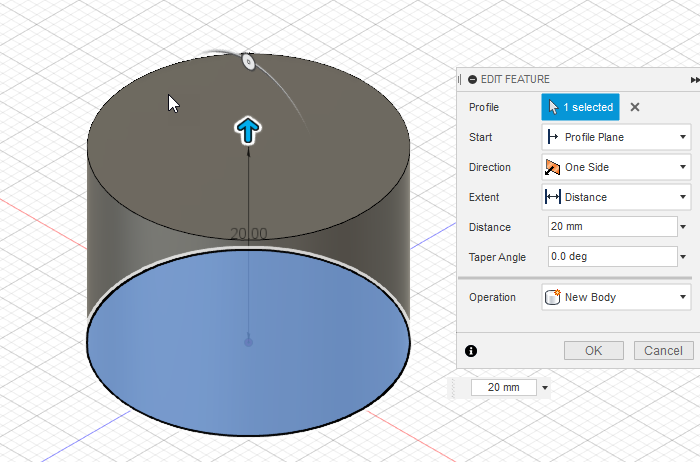 EDIT FEATURE
Profile 1 selected
Start Profile Plane
Direction One Side
Extent Distance
Distance 20 mm
Taper Angle 0.0 deg
Operation New Body
OK Cancel
20 mm
20.00